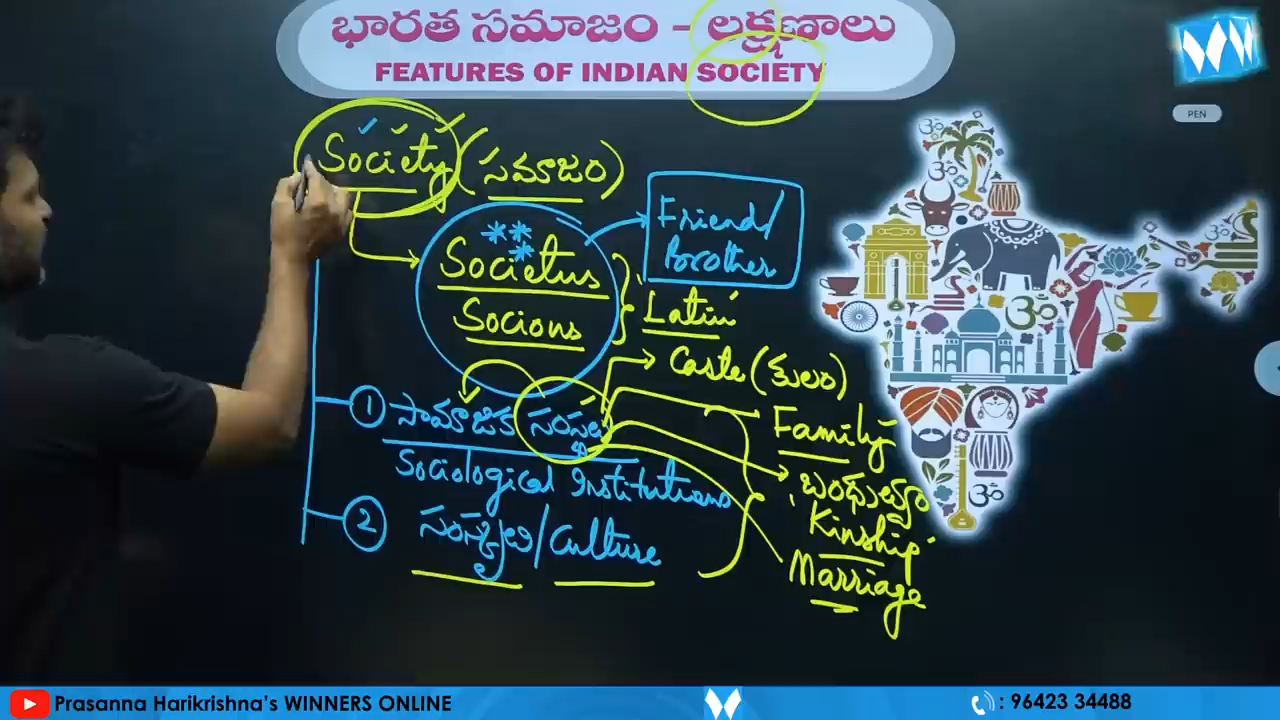 భారత సమాజం - లక్షణాలు
FEATURES OF INDIAN SOCIETY
W
PEN
Society (సమాజం)
Friend/
Brother
Societus
Socions
Latin
Caste (కులం)
① సామాజిక సంస్థలు
Family
Sociological Institutions
బంధుత్వం
Kinship
② సంస్కృతి/Culture
Marriage
Prasanna Harikrishna's WINNERS ONLINE
W
: 96423 34488